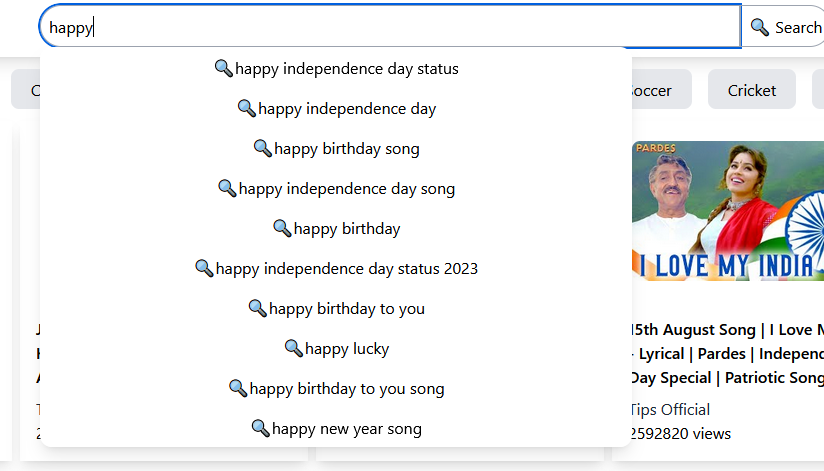 happy
Search
happy independence day status
happy independence day
happy birthday song
happy independence day song
happy birthday
happy independence day status 2023
happy birthday to you
happy lucky
happy birthday to you song
happy new year song
Soccer
Cricket
PARDES
I LOVE MY INDIA
15th August Song | I Love
- Lyrical | Pardes |
Day Special | Patriotic Song
Tips Official
2592820 views